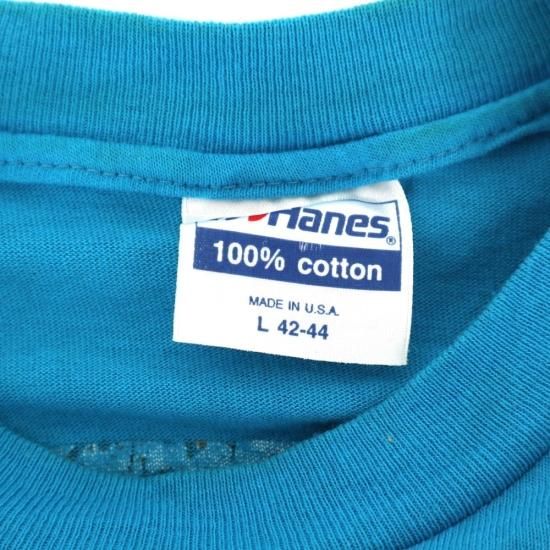 Hanes®
100% cotton
MADE IN U.S.A.
L 42-44